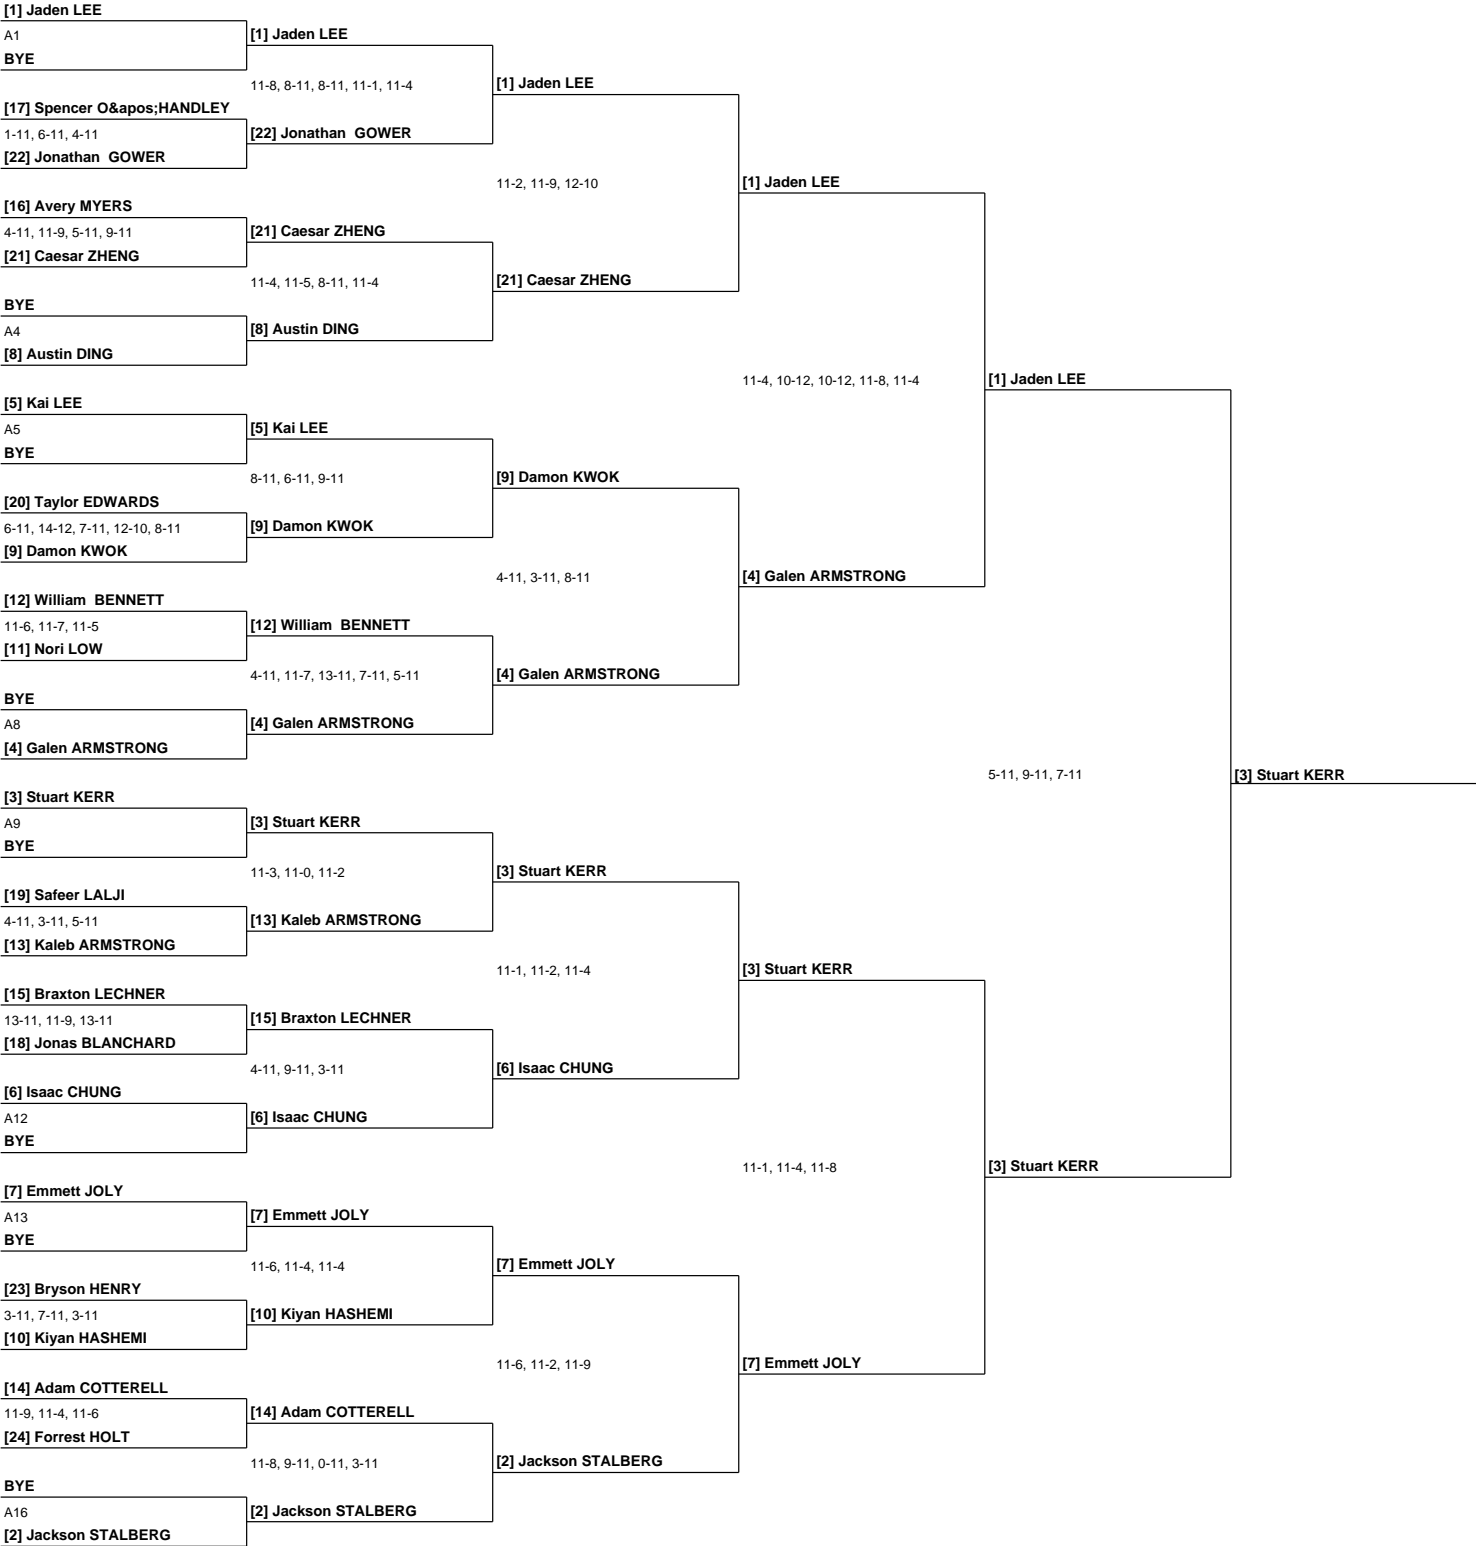 [1] Jaden LEE
A1
BYE
[17] Spencer O&apos;HANDLEY
1-11, 6-11, 4-11
[22] Jonathan  GOWER
[16] Avery MYERS
4-11, 11-9, 5-11, 9-11
[21] Caesar ZHENG
BYE
A4
[8] Austin DING
[5] Kai LEE
A5
BYE
[20] Taylor EDWARDS
6-11, 14-12, 7-11, 12-10, 8-11
[9] Damon KWOK
[12] William  BENNETT
11-6, 11-7, 11-5
[11] Nori LOW
BYE
A8
[4] Galen ARMSTRONG
[3] Stuart KERR
A9
BYE
[19] Safeer LALJI
4-11, 3-11, 5-11
[13] Kaleb ARMSTRONG
[15] Braxton LECHNER
13-11, 11-9, 13-11
[18] Jonas BLANCHARD
[6] Isaac CHUNG
A12
BYE
[7] Emmett JOLY
A13
BYE
[23] Bryson HENRY
3-11, 7-11, 3-11
[10] Kiyan HASHEMI
[14] Adam COTTERELL
11-9, 11-4, 11-6
[24] Forrest HOLT
BYE
A16
[2] Jackson STALBERG
[1] Jaden LEE
11-8, 8-11, 8-11, 11-1, 11-4
[22] Jonathan  GOWER
[21] Caesar ZHENG
11-4, 11-5, 8-11, 11-4
[8] Austin DING
[5] Kai LEE
8-11, 6-11, 9-11
[9] Damon KWOK
[12] William  BENNETT
4-11, 11-7, 13-11, 7-11, 5-11
[4] Galen ARMSTRONG
[3] Stuart KERR
11-3, 11-0, 11-2
[13] Kaleb ARMSTRONG
[15] Braxton LECHNER
4-11, 9-11, 3-11
[6] Isaac CHUNG
[7] Emmett JOLY
11-6, 11-4, 11-4
[10] Kiyan HASHEMI
[14] Adam COTTERELL
11-8, 9-11, 0-11, 3-11
[2] Jackson STALBERG
[1] Jaden LEE
11-2, 11-9, 12-10
[21] Caesar ZHENG
[9] Damon KWOK
4-11, 3-11, 8-11
[4] Galen ARMSTRONG
[3] Stuart KERR
11-1, 11-2, 11-4
[6] Isaac CHUNG
[7] Emmett JOLY
11-6, 11-2, 11-9
[2] Jackson STALBERG
[1] Jaden LEE
11-4, 10-12, 10-12, 11-8, 11-4
[4] Galen ARMSTRONG
[3] Stuart KERR
11-1, 11-4, 11-8
[7] Emmett JOLY
[1] Jaden LEE
5-11, 9-11, 7-11
[3] Stuart KERR
[3] Stuart KERR